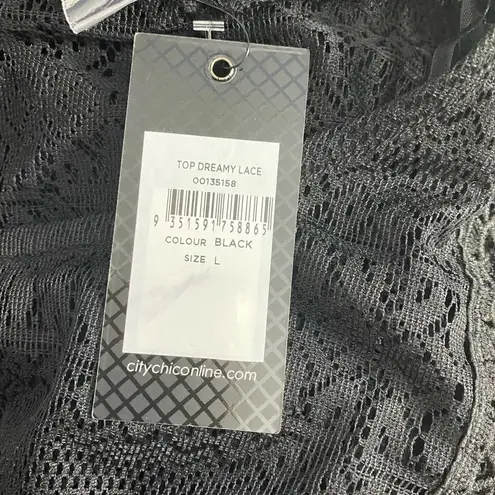 TOP DREAMY LACE
00135158
9 351591 758865
COLOUR BLACK
SIZE L
citychiconline.com